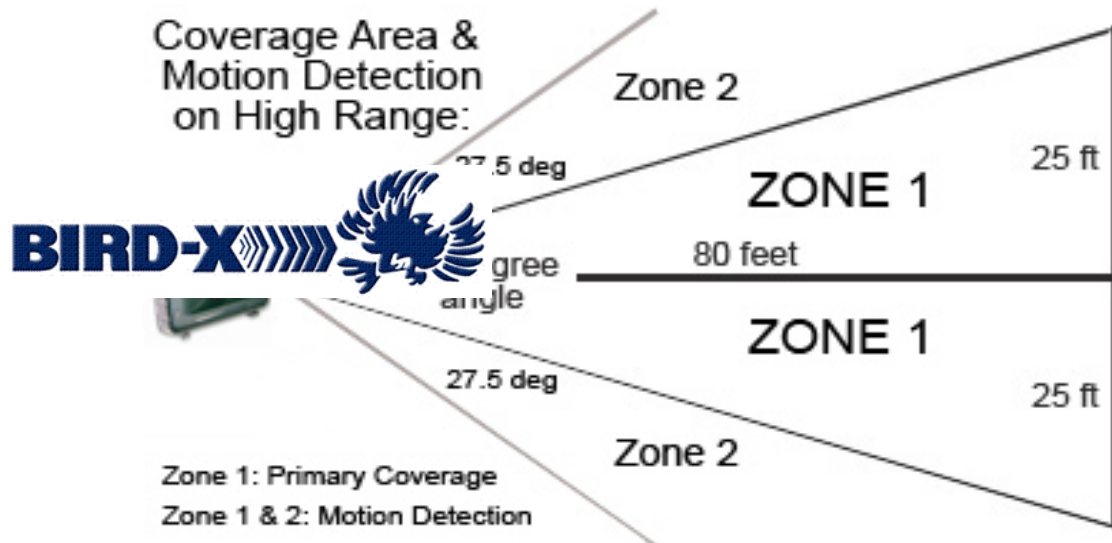 Coverage Area &
Motion Detection
on High Range:
Zone 2
27.5 deg
25 ft
ZONE 1
BIRD-X
80 feet
angle
ZONE 1
27.5 deg
25 ft
Zone 2
Zone 1: Primary Coverage
Zone 1 & 2: Motion Detection